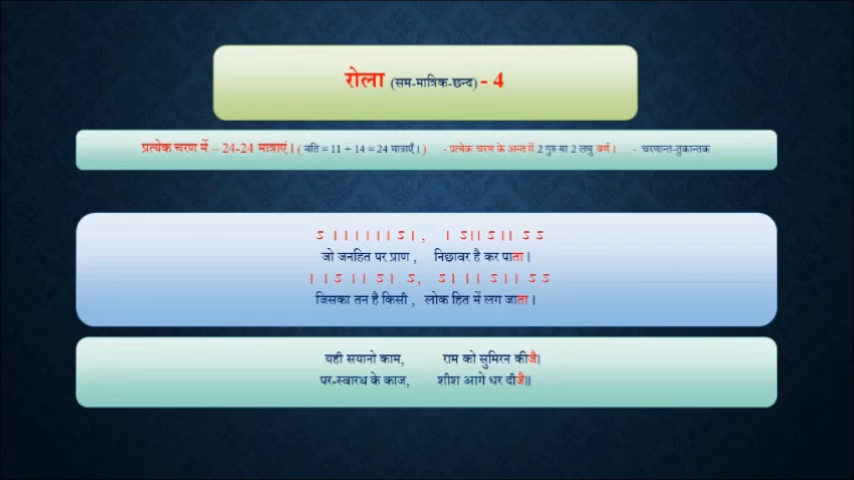 रोला (सम-मात्रिक-छन्द) - 4
प्रत्येक चरण में – 24-24 मात्राएं। ( यति = 11 + 14 = 24 मात्राएँ। ) - प्रत्येक चरण के अन्त में 2 गुरु या 2 लघु वर्ण। - चरणान्त-तुकान्तक
S I I I I I I S I , I S I I S I I S S
जो जनहित पर प्राण , निछावर है कर पाता।
I I S I I S I S, S I I I S I I S S
जिसका तन है किसी , लोक हित में लग जाता।
यही सयानो काम, राम को सुमिरन कीजै।
पर-स्वारथ के काज, शीश आगे धर दीजै॥